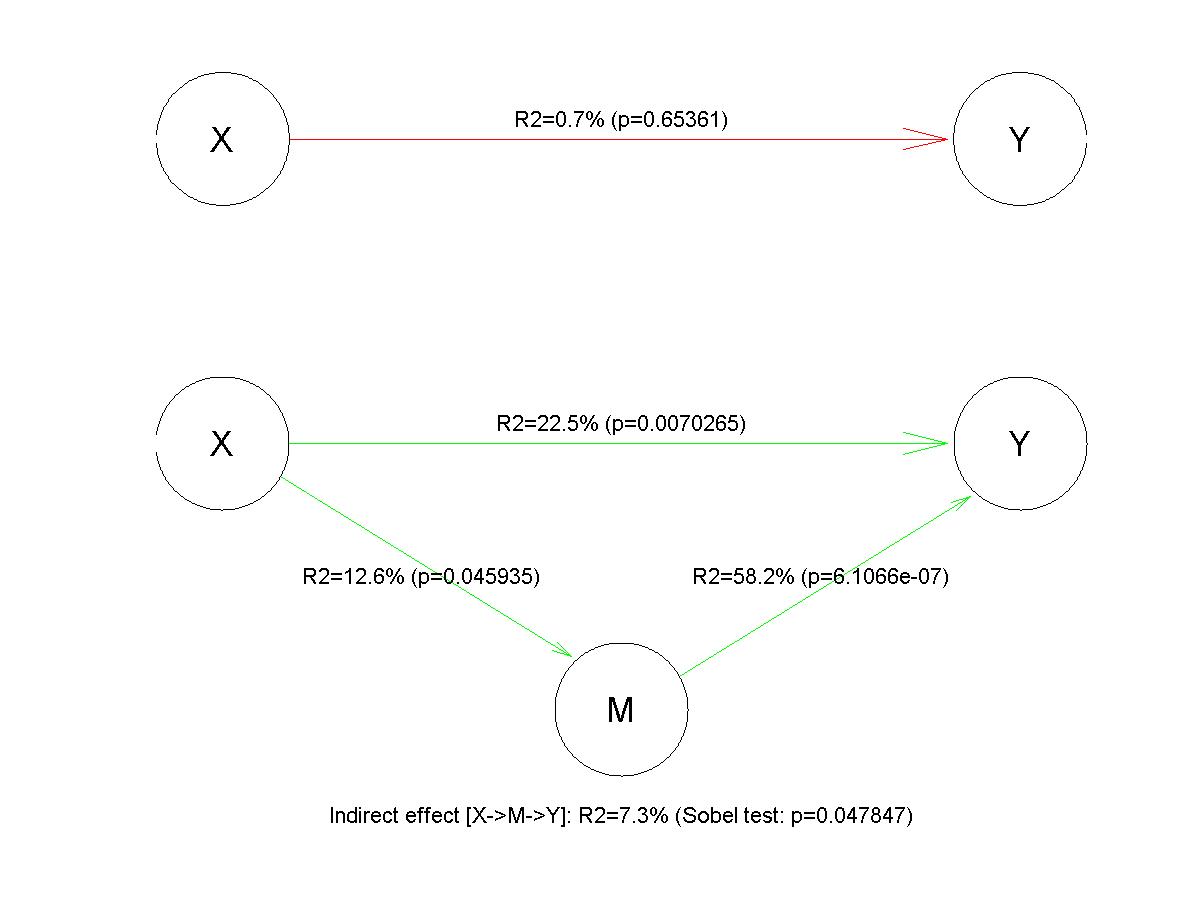 R2=0.7% (p=0.65361)
X
Y
R2=22.5% (p=0.0070265)
X
Y
R2=12.6% (p=0.045935)
R2=58.2% (p=6.1066e-07)
M
Indirect effect [X->M->Y]: R2=7.3% (Sobel test: p=0.047847)